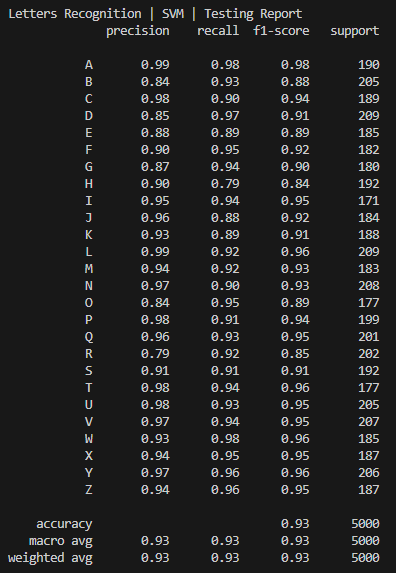 Letters Recognition | SVM | Testing Report
precision recall f1-score support
A 0.99 0.98 0.98 190
B 0.84 0.93 0.88 205
C 0.98 0.90 0.94 189
D 0.85 0.97 0.91 209
E 0.88 0.89 0.89 185
F 0.90 0.95 0.92 182
G 0.87 0.94 0.90 180
H 0.90 0.79 0.84 192
I 0.95 0.94 0.95 171
J 0.96 0.88 0.92 184
K 0.93 0.89 0.91 188
L 0.99 0.92 0.96 209
M 0.94 0.92 0.93 183
N 0.97 0.90 0.93 208
O 0.84 0.95 0.89 177
P 0.98 0.91 0.94 199
Q 0.96 0.93 0.95 201
R 0.79 0.92 0.85 202
S 0.91 0.91 0.91 192
T 0.98 0.94 0.96 177
U 0.98 0.93 0.95 205
V 0.97 0.94 0.95 207
W 0.93 0.98 0.96 185
X 0.94 0.95 0.95 187
Y 0.97 0.96 0.96 206
Z 0.94 0.96 0.95 187
accuracy 0.93 5000
macro avg 0.93 0.93 0.93 5000
weighted avg 0.93 0.93 0.93 5000